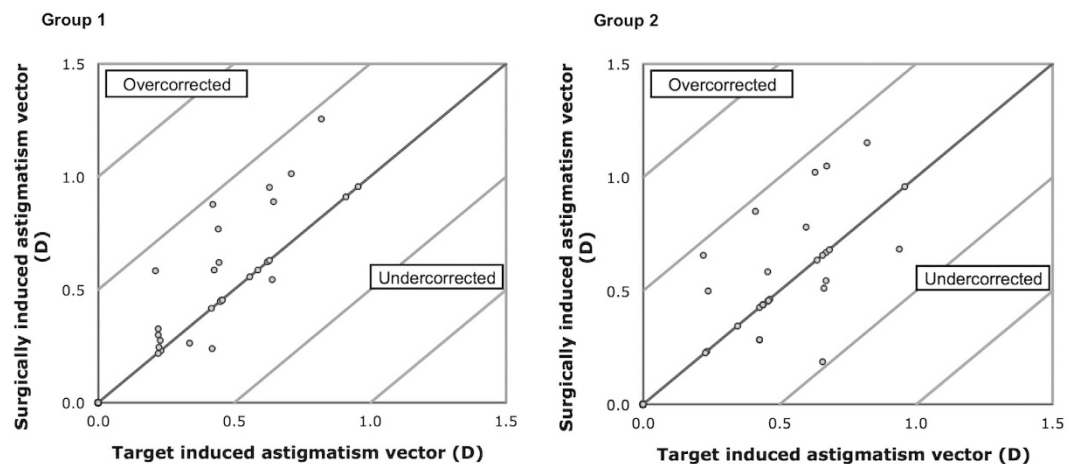 Group 1
1.5
1.0
0.5
0.0
Overcorrected
Undercorrected
0.5
1.0
1.5
Surgically induced astigmatism vector
(D)
Target induced astigmatism vector (D)
Group 2
1.5
1.0
0.5
0.0
Overcorrected
Undercorrected
0.0
0.5
1.0
1.5
Surgically induced astigmatism vector
(D)
Target induced astigmatism vector (D)